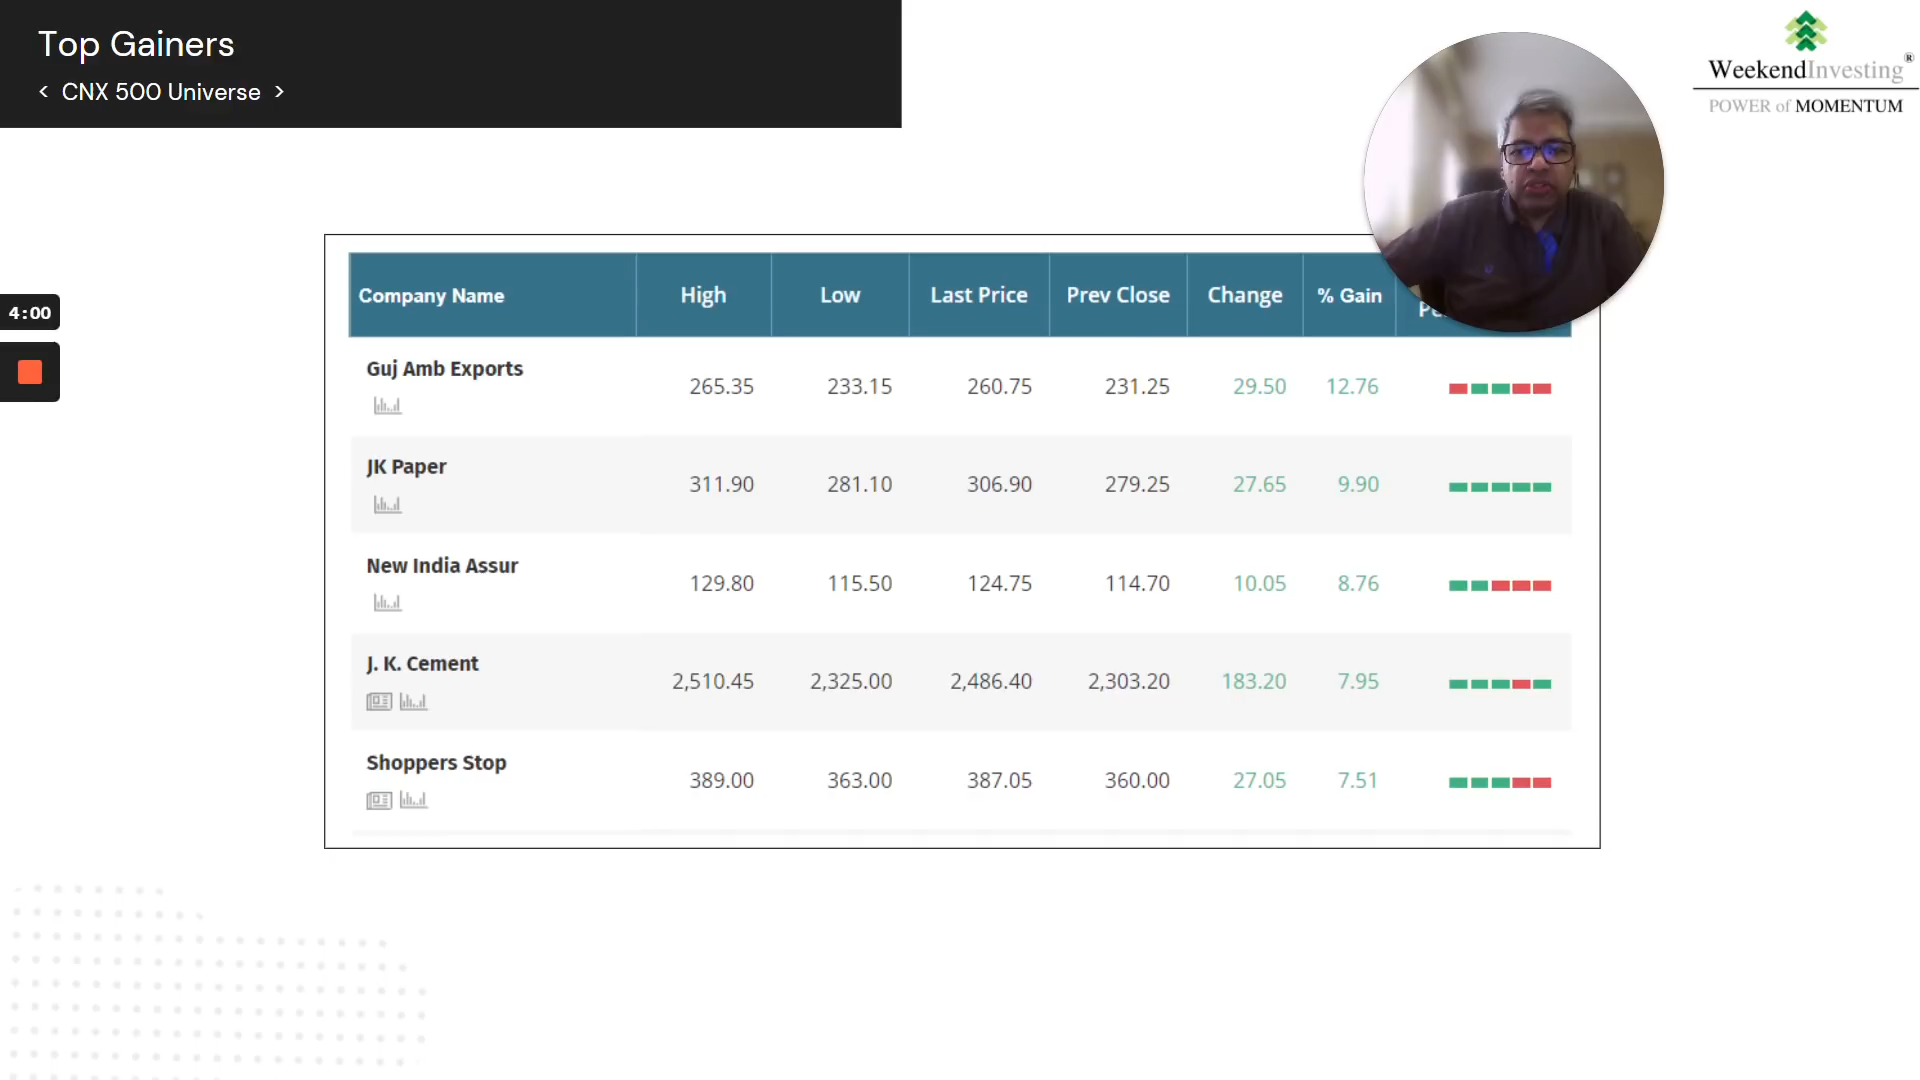 Top Gainers
< CNX 500 Universe >
WeekendInvesting®
POWER of MOMENTUM
4:00
Company Name High Low Last Price Prev Close Change % Gain
Guj Amb Exports 265.35 233.15 260.75 231.25 29.50 12.76
JK Paper 311.90 281.10 306.90 279.25 27.65 9.90
New India Assur 129.80 115.50 124.75 114.70 10.05 8.76
J. K. Cement 2,510.45 2,325.00 2,486.40 2,303.20 183.20 7.95
Shoppers Stop 389.00 363.00 387.05 360.00 27.05 7.51